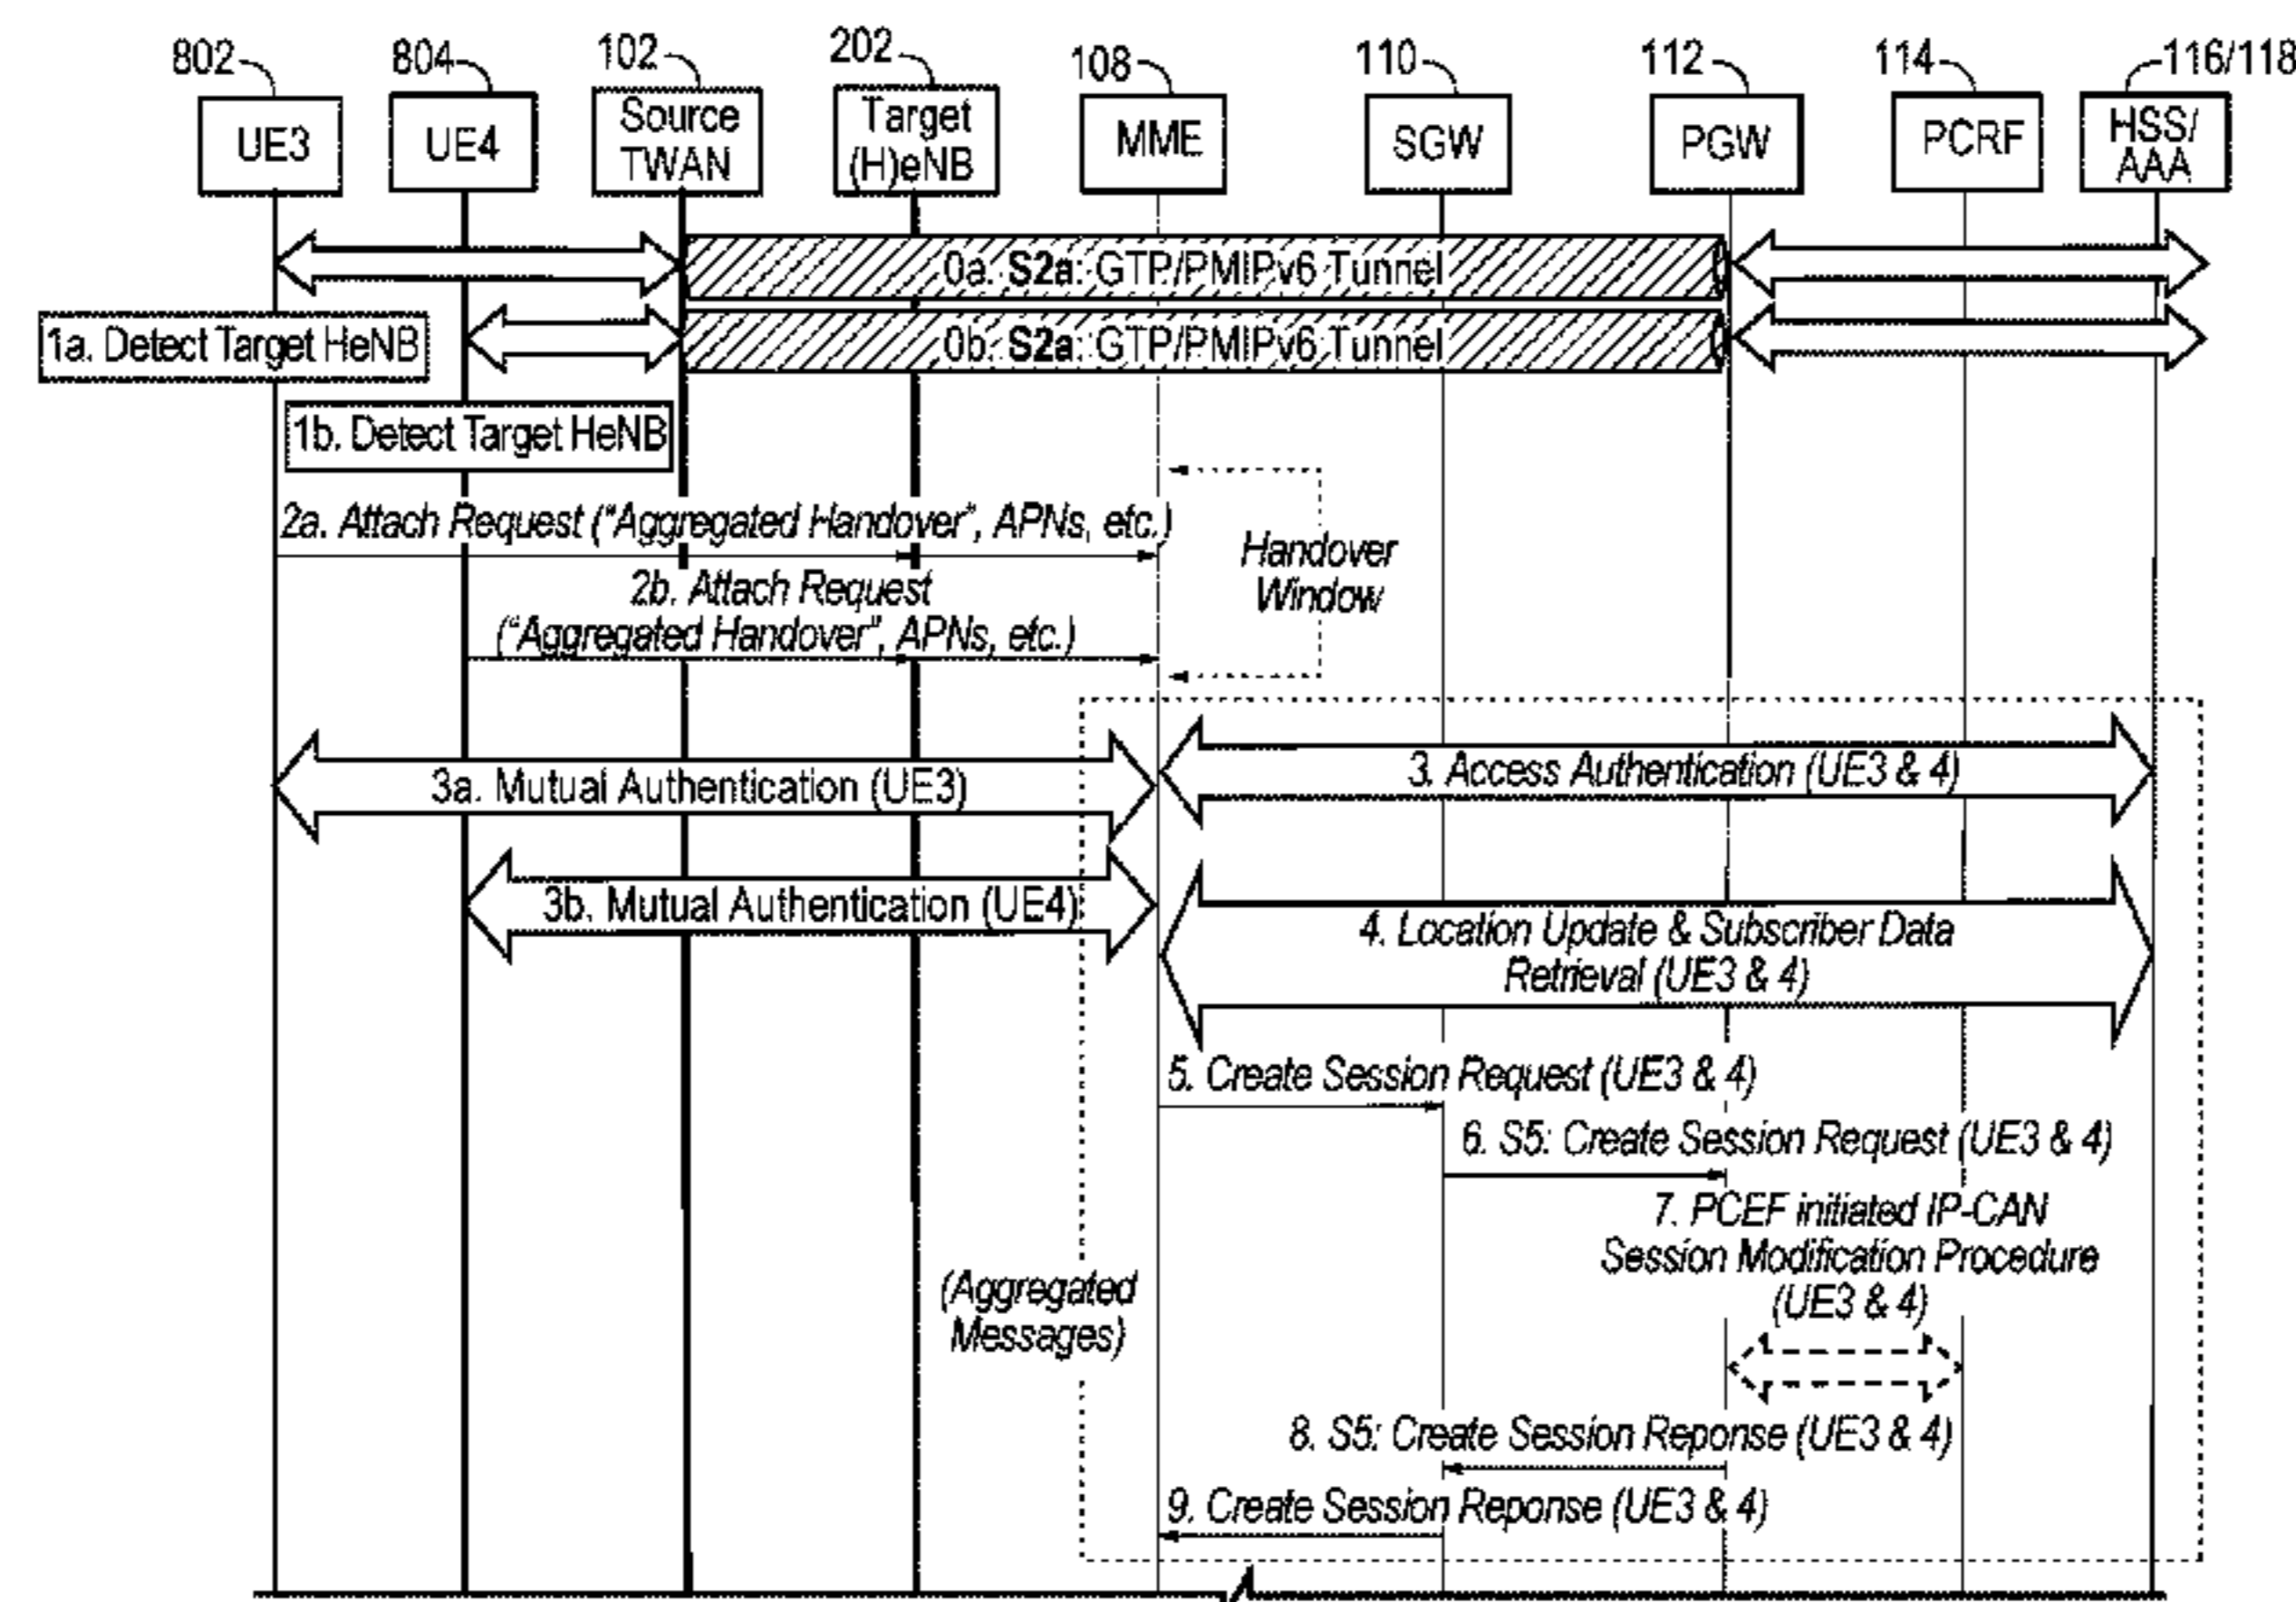 802
804
102
202
108
110
112
114
116/118
UE3
UE4
Source
TWAN
Target
(H)eNB
MME
SGW
PGW
PCRF
HSS/
AAA
0a. S2a: GTP/PMIPv6 Tunnel
1a. Detect Target HeNB
0b. S2a: GTP/PMIPv6 Tunnel
1b. Detect Target HeNB
2a. Attach Request ("Aggregated Handover", APNs, etc.)
Handover
Window
2b. Attach Request
("Aggregated Handover", APNs, etc.)
3a. Mutual Authentication (UE3)
3. Access Authentication (UE3 & 4)
3b. Mutual Authentication (UE4)
4. Location Update & Subscriber Data
Retrieval (UE3 & 4)
5. Create Session Request (UE3 & 4)
6. S5: Create Session Request (UE3 & 4)
7. PCEF initiated IP-CAN
Session Modification Procedure
(UE3 & 4)
(Aggregated
Messages)
8. S5: Create Session Reponse (UE3 & 4)
9. Create Session Reponse (UE3 & 4)